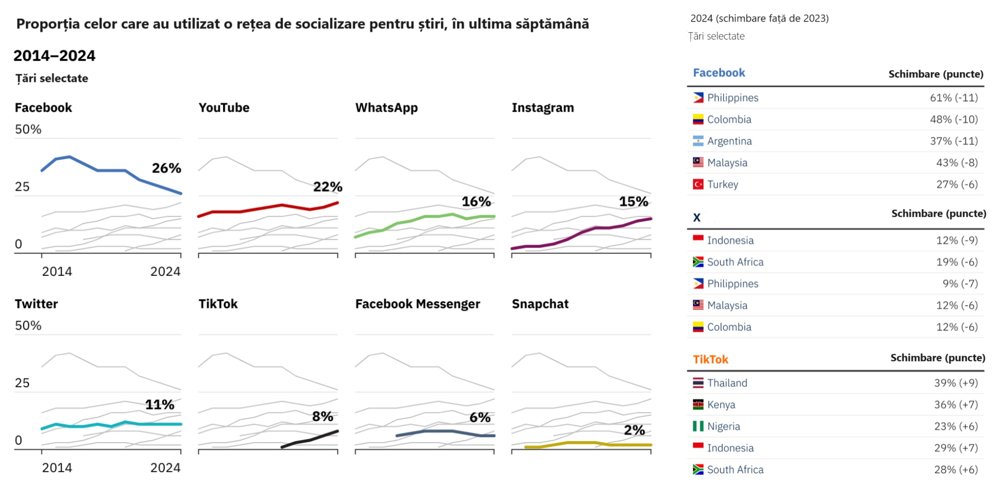 Proporția celor care au utilizat o rețea de socializare pentru știri, în ultima săptămână
2014–2024
Țări selectate
Facebook
YouTube
WhatsApp
Instagram
50%
25
0
26%
22%
16%
15%
2014
2024
Twitter
TikTok
Facebook Messenger
Snapchat
50%
25
0
11%
8%
6%
2%
2014
2024
2024 (schimbare față de 2023)
Țări selectate
Facebook Schimbare (puncte)
Philippines 61% (-11)
Colombia 48% (-10)
Argentina 37% (-11)
Malaysia 43% (-8)
Turkey 27% (-6)
X Schimbare (puncte)
Indonesia 12% (-9)
South Africa 19% (-6)
Philippines 9% (-7)
Malaysia 12% (-6)
Colombia 12% (-6)
TikTok Schimbare (puncte)
Thailand 39% (+9)
Kenya 36% (+7)
Nigeria 23% (+6)
Indonesia 29% (+7)
South Africa 28% (+6)